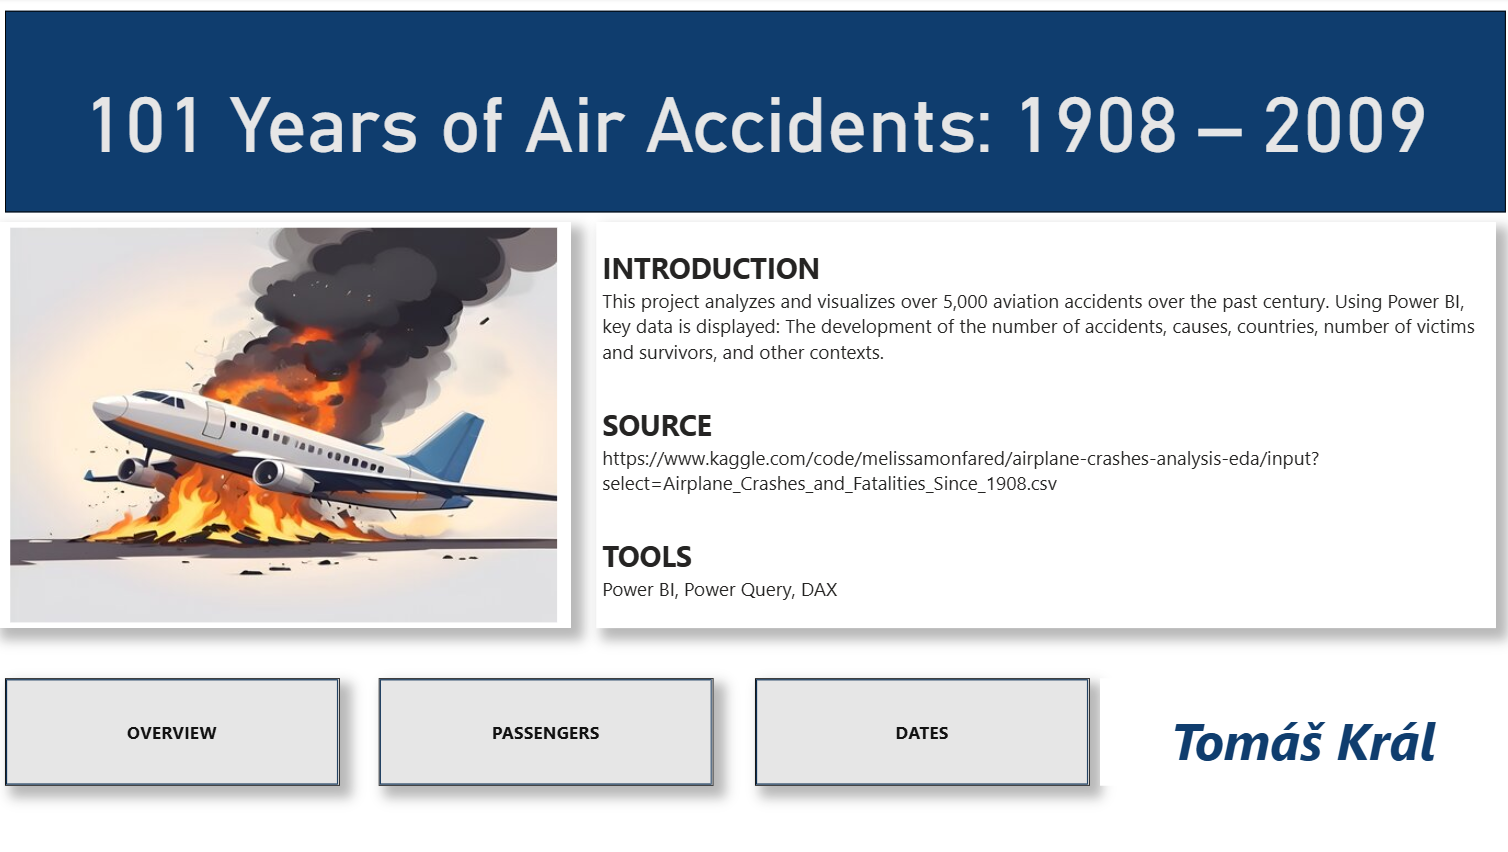 101 Years of Air Accidents: 1908 – 2009
INTRODUCTION
This project analyzes and visualizes over 5,000 aviation accidents over the past century. Using Power BI,
key data is displayed: The development of the number of accidents, causes, countries, number of victims
and survivors, and other contexts.
SOURCE
https://www.kaggle.com/code/melissamonfared/airplane-crashes-analysis-eda/input?
select=Airplane_Crashes_and_Fatalities_Since_1908.csv
TOOLS
Power BI, Power Query, DAX
OVERVIEW
PASSENGERS
DATES
Tomáš Král